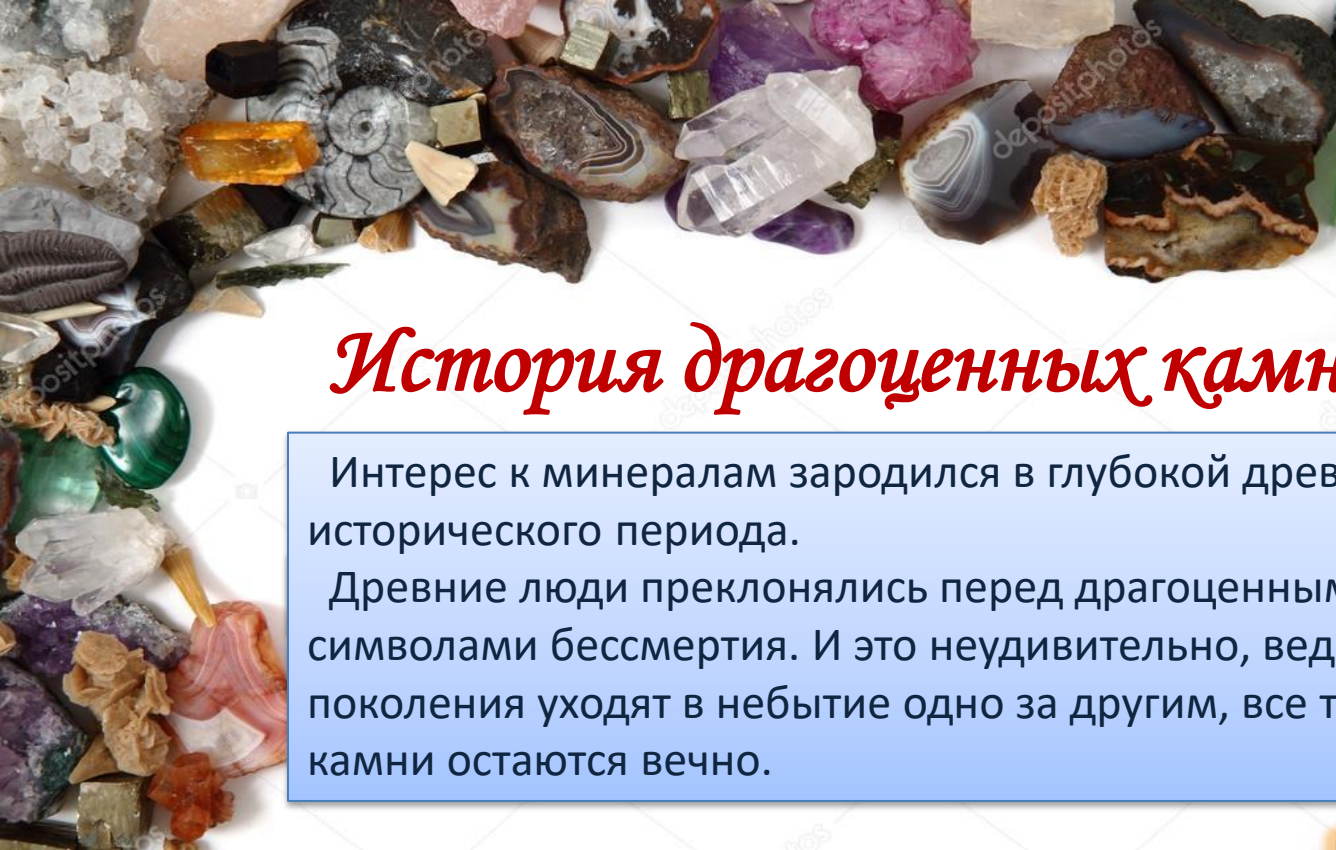 История драгоценных камн
Интерес к минералам зародился в глубокой древ
исторического периода.
Древние люди преклонялись перед драгоценным
символами бессмертия. И это неудивительно, вед
поколения уходят в небытие одно за другим, все т
камни остаются вечно.
depositphotos